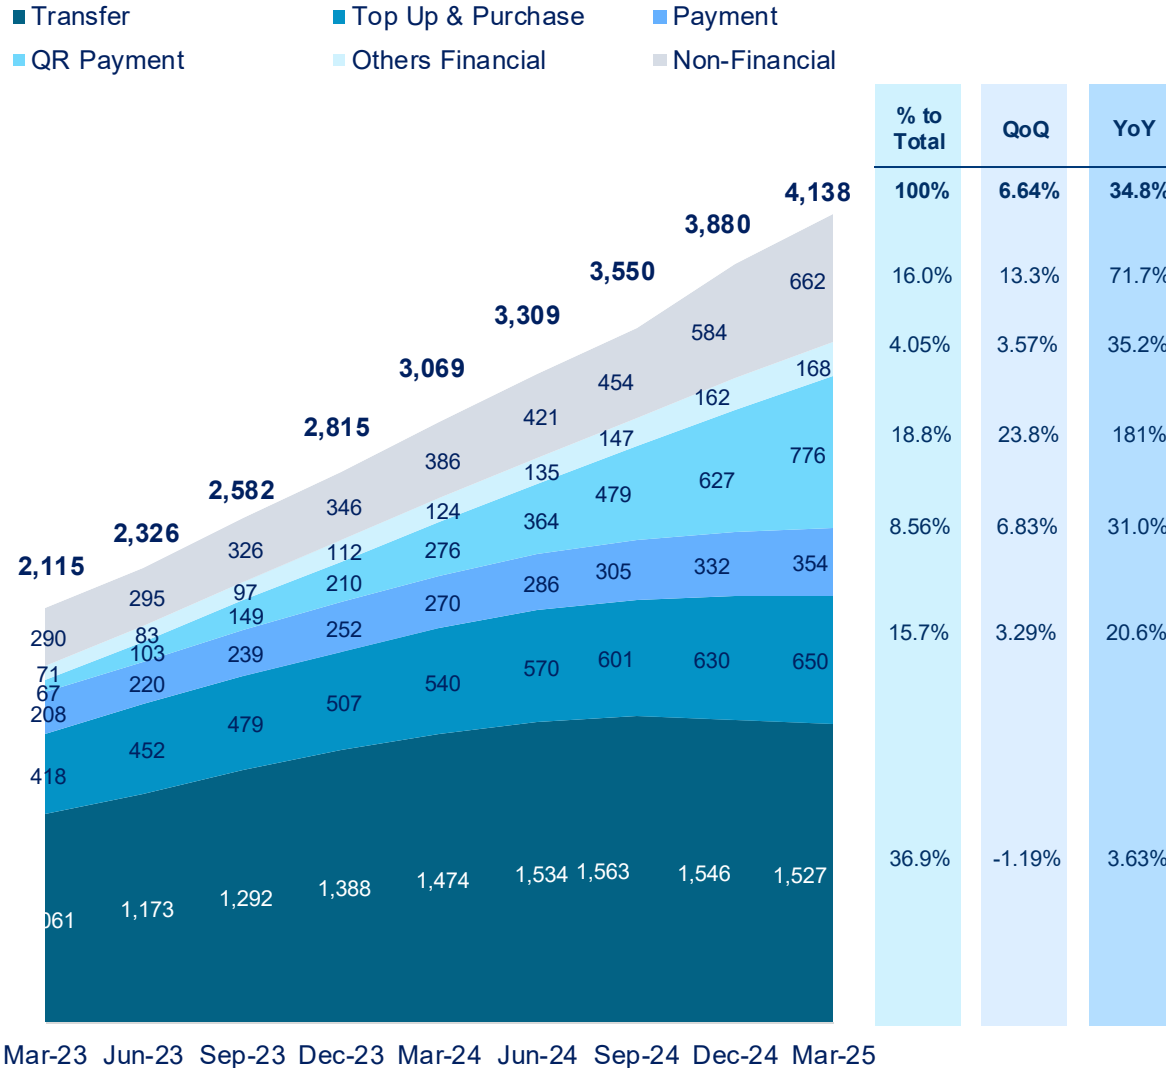 Transfer Top Up & Purchase Payment
QR Payment Others Financial Non-Financial
% to Total QoQ YoY
100% 6.64% 34.8%
16.0% 13.3% 71.7%
4.05% 3.57% 35.2%
18.8% 23.8% 181%
8.56% 6.83% 31.0%
15.7% 3.29% 20.6%
36.9% -1.19% 3.63%
2,115 2,326 2,582 2,815 3,069 3,309 3,550 3,880 4,138
290 295 326 346 386 421 454 584 662
71 83 97 112 124 135 147 162 168
67 103 149 210 276 364 479 627 776
208 220 239 252 270 286 305 332 354
418 452 479 507 540 570 601 630 650
061 1,173 1,292 1,388 1,474 1,534 1,563 1,546 1,527
Mar-23 Jun-23 Sep-23 Dec-23 Mar-24 Jun-24 Sep-24 Dec-24 Mar-25